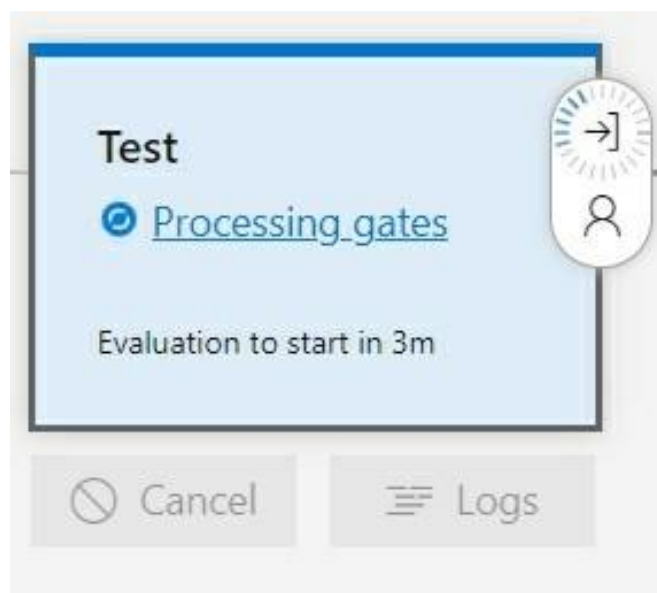 Test
Processing gates
Evaluation to start in 3m
Cancel
Logs